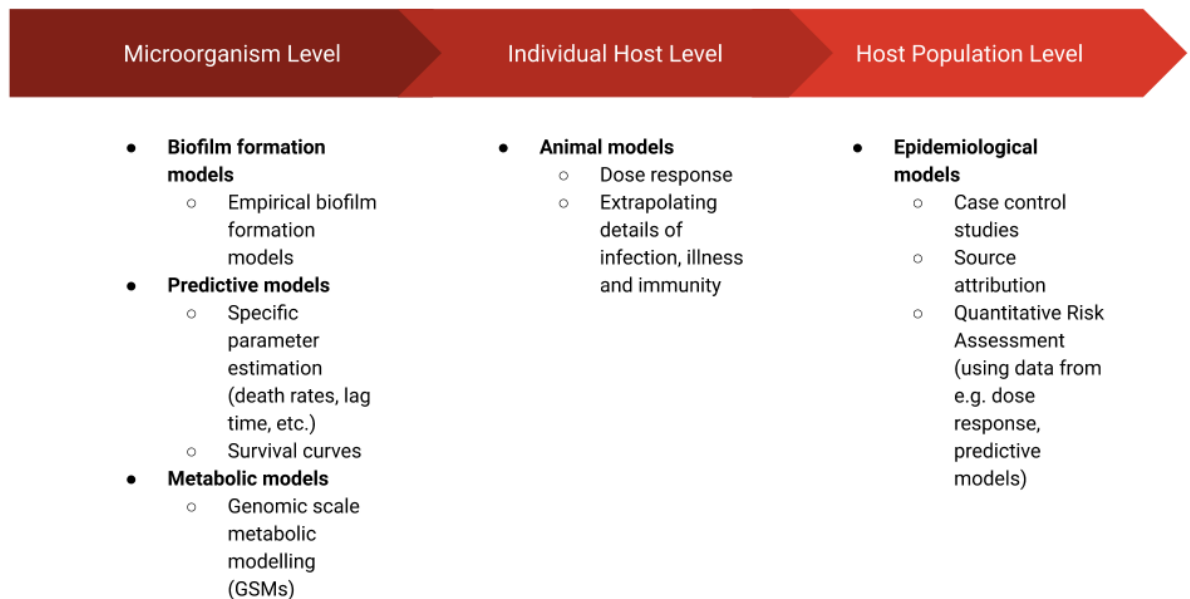 Microorganism Level
Individual Host Level
Host Population Level
● Biofilm formation
models
○ Empirical biofilm
formation
models
● Predictive models
○ Specific
parameter
estimation
(death rates, lag
time, etc.)
○ Survival curves
● Metabolic models
○ Genomic scale
metabolic
modelling
(GSMs)
● Animal models
○ Dose response
○ Extrapolating
details of
infection, illness
and immunity
● Epidemiological
models
○ Case control
studies
○ Source
attribution
○ Quantitative Risk
Assessment
(using data from
e.g. dose
response,
predictive
models)